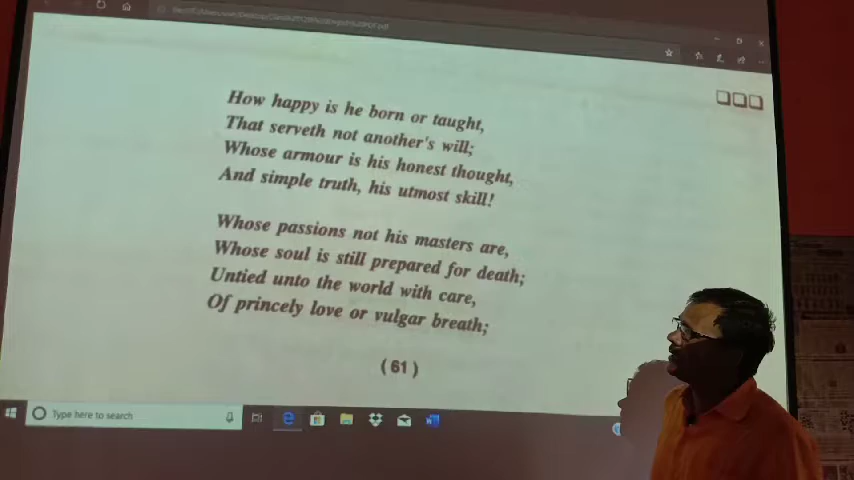 How happy is he born or taught,
That serveth not another's will;
Whose armour is his honest thought,
And simple truth, his utmost skill!
Whose passions not his masters are,
Whose soul is still prepared for death;
Untied unto the world with care,
Of princely love or vulgar breath;
(61)
Type here to search